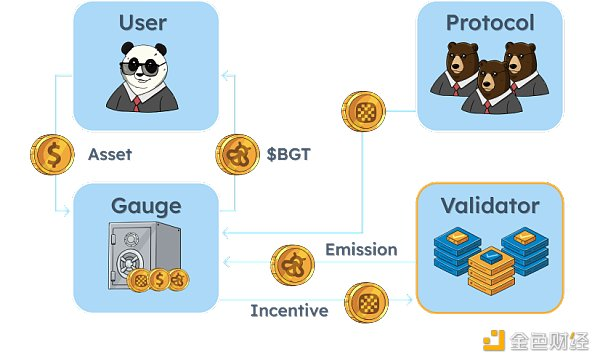 User
Protocol
Asset
$BGT
Gauge
Validator
Emission
Incentive
金色财经